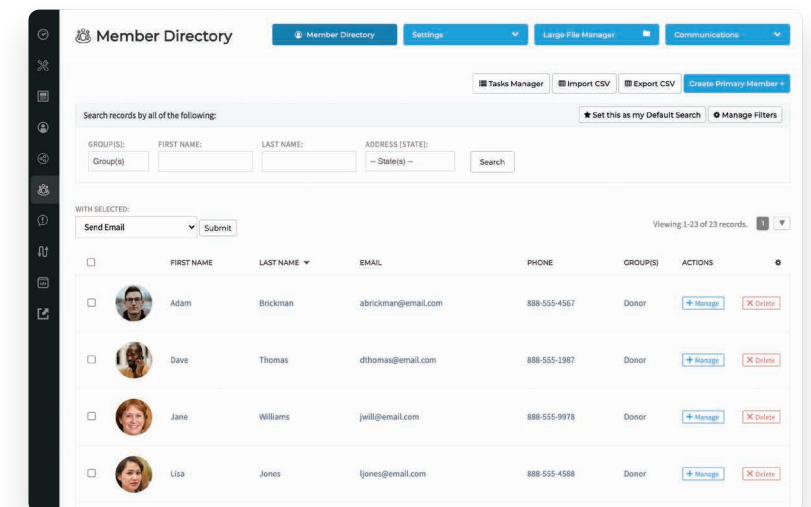 Member Directory
Member Directory
Settings
Large File Manager
Communications
Tasks Manager
Import CSV
Export CSV
Create Primary Member +
Search records by all of the following:
Set this as my Default Search
Manage Filters
GROUP(S):
FIRST NAME:
LAST NAME:
ADDRESS [STATE]:
Group(s)
-- State(s) --
Search
WITH SELECTED:
Send Email
Submit
Viewing 1-23 of 23 records.
1
FIRST NAME
LAST NAME
EMAIL
PHONE
GROUP(S)
ACTIONS
Adam
Brickman
abrickman@email.com
888-555-4567
Donor
+ Manage
Delete
Dave
Thomas
dthomas@email.com
888-555-1987
Donor
+ Manage
Delete
Jane
Williams
jwill@email.com
888-555-9978
Donor
+ Manage
Delete
Lisa
Jones
ljones@email.com
888-555-4588
Donor
+ Manage
Delete